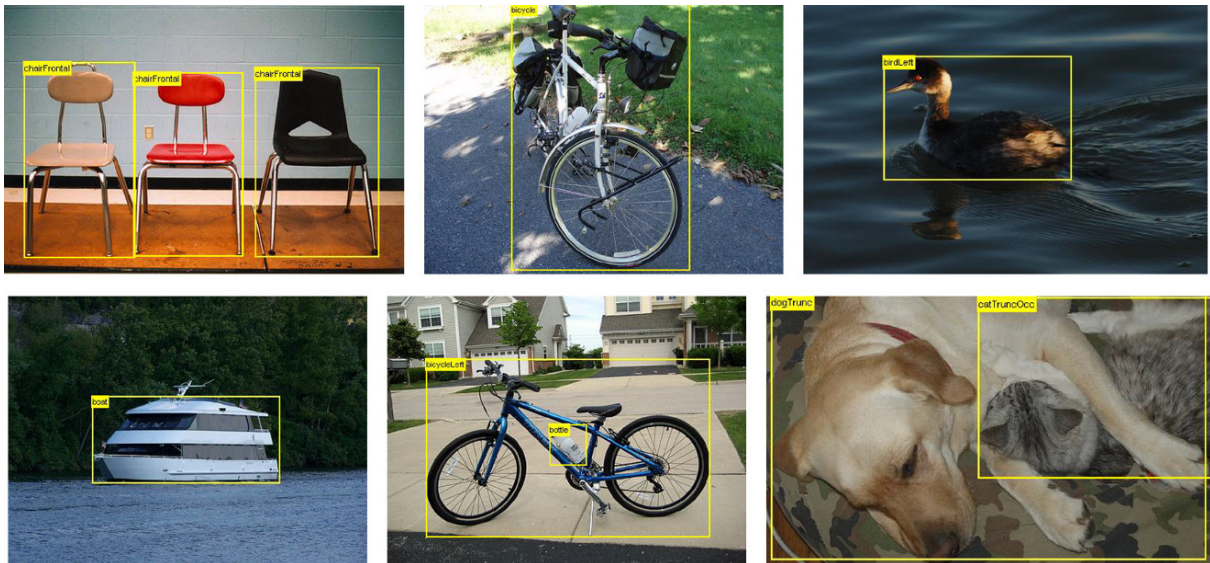 chairFrontal
chairFrontal
chairFrontal
bicycle
birdLeft
boat
bicycleLeft
bottle
dogTrunc
catTruncOcc